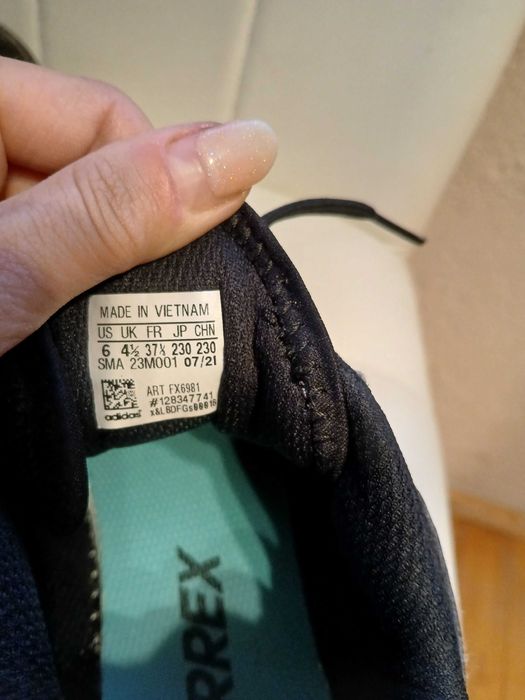 MADE IN VIETNAM
US UK FR JP CHN
6 4½ 37⅓ 230 230
SMA 23M001 07/21
ART FX6981
#128347741
adidas
RREX